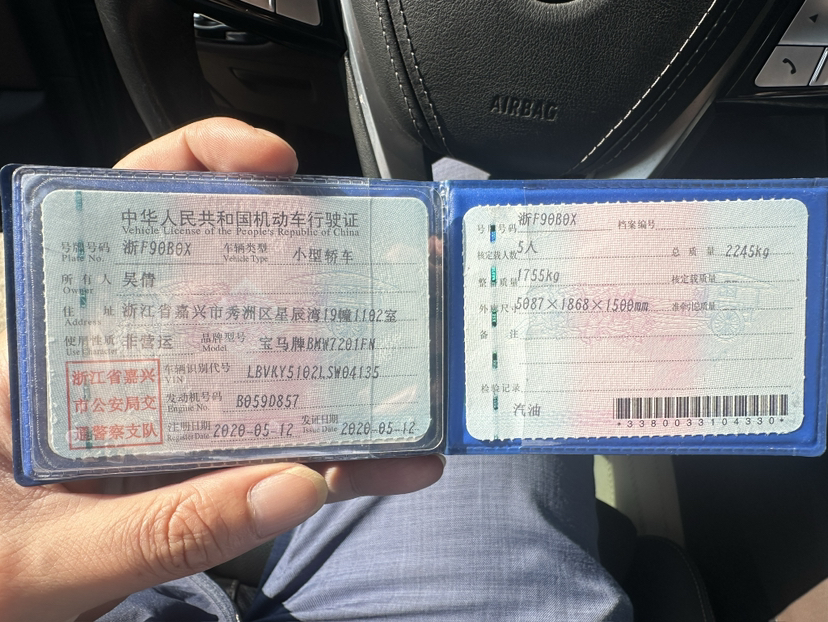 AIRBAG
中华人民共和国机动车行驶证
Vehicle License of the People's Republic of China
号牌号码 浙F90B0X 车辆类型 小型轿车
Plate No. Vehicle Type
所有人 吴倩
Owner
住址 浙江省嘉兴市秀洲区星辰湾19幢1102室
Address
使用性质 非营运 品牌型号 宝马牌BMW7201FN
Use Character Model
浙江省嘉兴
市公安局交
通警察支队
车辆识别代号 LBVKY5102LSW04135
VIN
发动机号码 B059D857
Engine No.
注册日期 2020-05-12 发证日期 2020-05-12
Register Date Issue Date
号牌号码 浙F90B0X 档案编号
核定载人数 5人 总质量 2245kg
整备质量 1755kg 核定载质量
外廓尺寸 5087×1868×1500mm 准牵引总质量
备注
检验记录
汽油
*3380033104330*